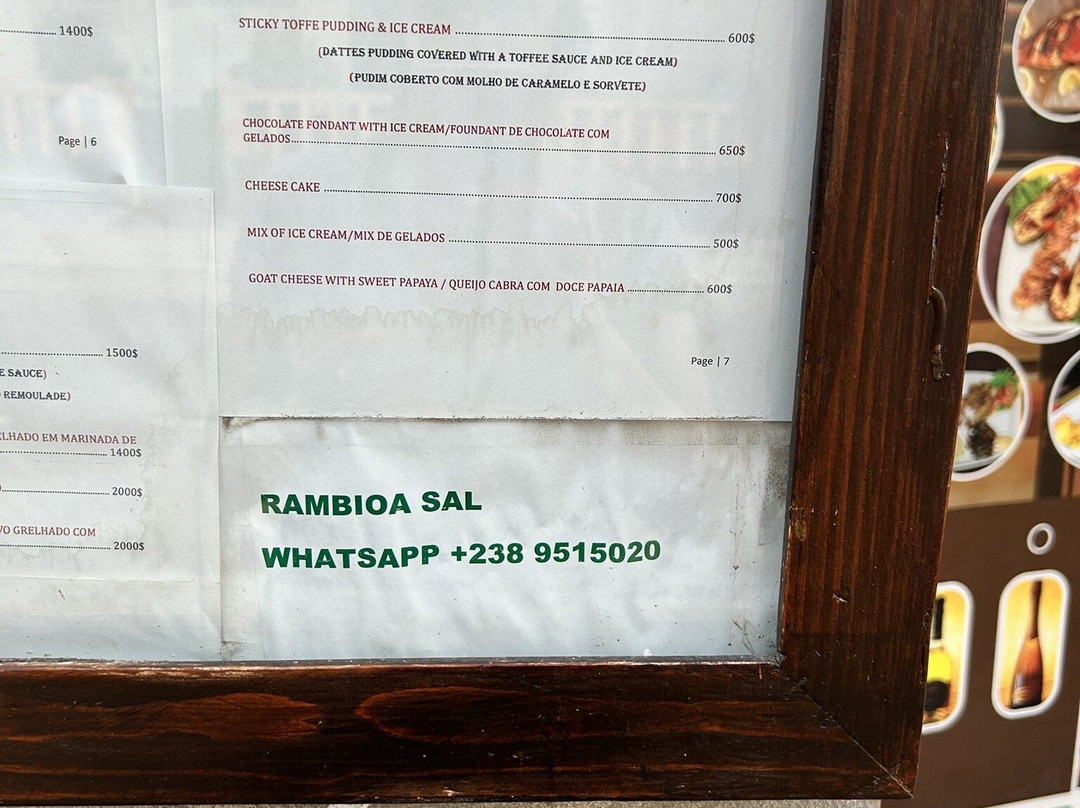 ........ 1400$
Page | 6
........ 1500$
E SAUCE)
REMOULADE)
ELHADO EM MARINADA DE
........ 1400$
........ 2000$
VO GRELHADO COM
........ 2000$
STICKY TOFFE PUDDING & ICE CREAM ........ 600$
(DATTES PUDDING COVERED WITH A TOFFEE SAUCE AND ICE CREAM)
(PUDIM COBERTO COM MOLHO DE CARAMELO E SORVETE)
CHOCOLATE FONDANT WITH ICE CREAM/FOUNDANT DE CHOCOLATE COM
GELADOS........ 650$
CHEESE CAKE ........ 700$
MIX OF ICE CREAM/MIX DE GELADOS ........ 500$
GOAT CHEESE WITH SWEET PAPAYA / QUEIJO CABRA COM DOCE PAPAIA ........ 600$
Page | 7
RAMBIOA SAL
WHATSAPP +238 9515020